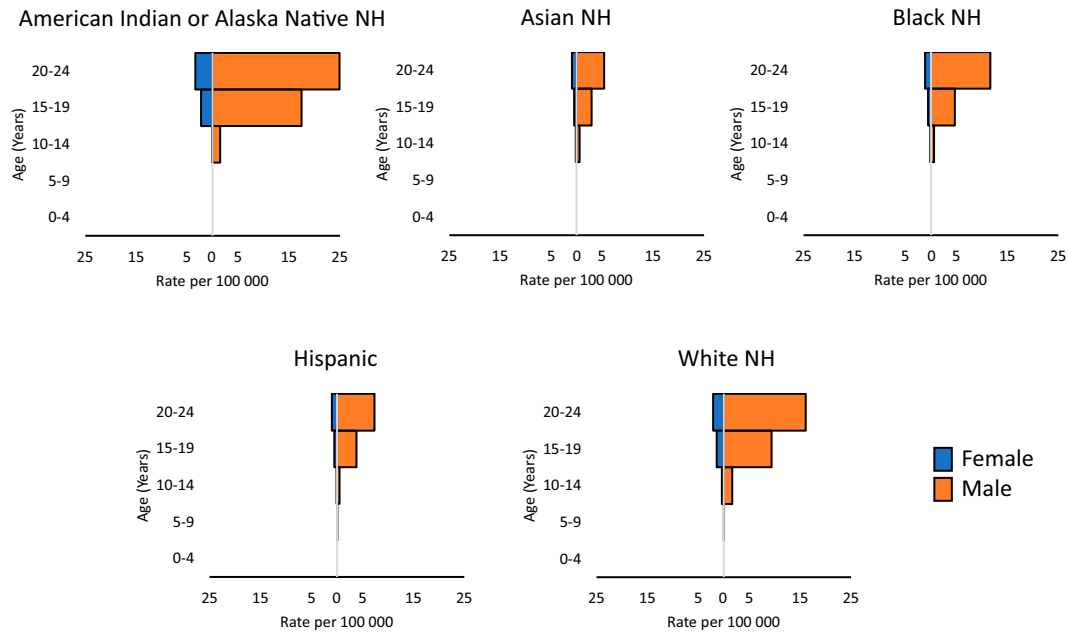 American Indian or Alaska Native NH
Age (Years)
20-24
15-19
10-14
5-9
0-4
25 15 5 0 5 15 25
Rate per 100 000
Asian NH
Age (Years)
20-24
15-19
10-14
5-9
0-4
25 15 5 0 5 15 25
Rate per 100 000
Black NH
Age (Years)
20-24
15-19
10-14
5-9
0-4
25 15 5 0 5 15 25
Rate per 100 000
Hispanic
Age (Years)
20-24
15-19
10-14
5-9
0-4
25 15 5 0 5 15 25
Rate per 100 000
White NH
Age (Years)
20-24
15-19
10-14
5-9
0-4
25 15 5 0 5 15 25
Rate per 100 000
Female
Male